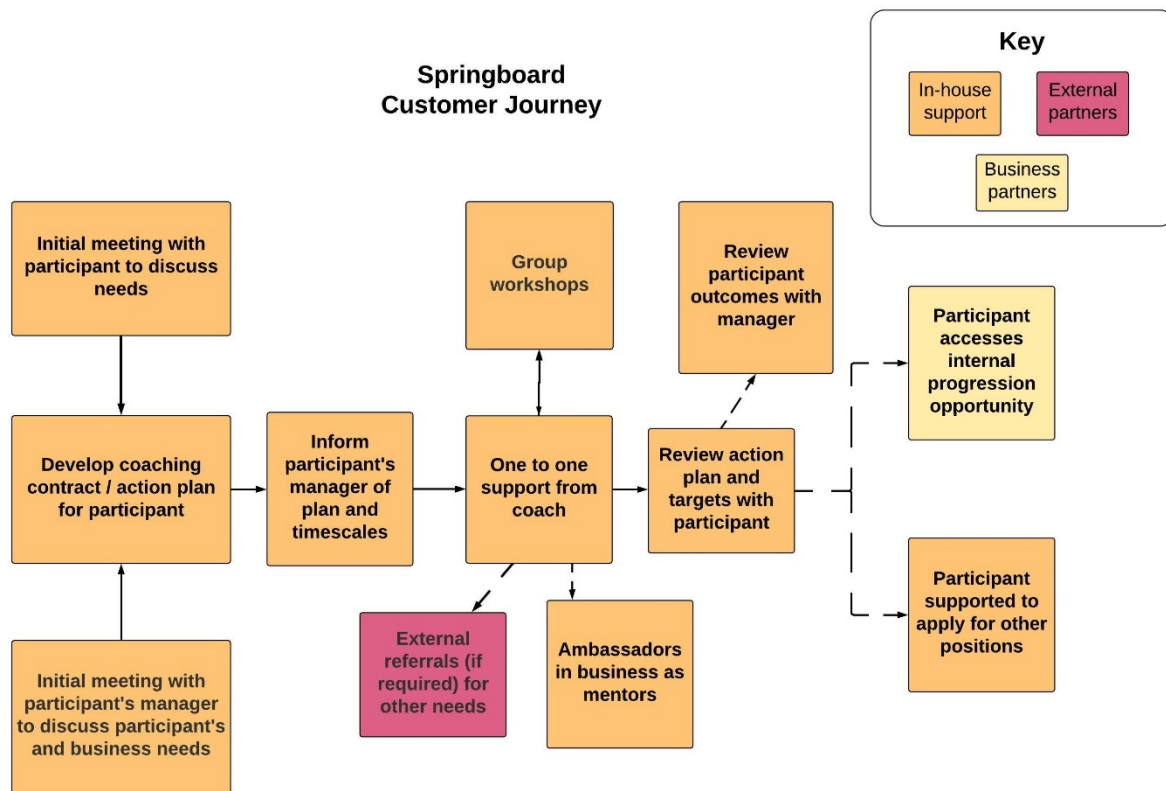 Springboard
Customer Journey
Key
In-house
support
External
partners
Business
partners
Initial meeting with
participant to discuss
needs
Group
workshops
Review
participant
outcomes with
manager
Participant
accesses
internal
progression
opportunity
Develop coaching
contract / action plan
for participant
Inform
participant's
manager of
plan and
timescales
One to one
support from
coach
Review action
plan and
targets with
participant
Participant
supported to
apply for other
positions
External
referrals (if
required) for
other needs
Ambassadors
in business as
mentors
Initial meeting with
participant's manager
to discuss participant's
and business needs